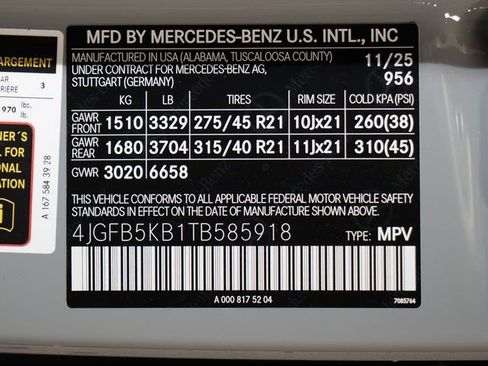 MFD BY MERCEDES-BENZ U.S. INTL., INC
MANUFACTURED IN USA (ALABAMA, TUSCALOOSA COUNTY) 11/25
UNDER CONTRACT FOR MERCEDES-BENZ AG, 956
STUTTGART (GERMANY)
KG LB TIRES RIM SIZE COLD KPA (PSI)
GAWR FRONT 1510 3329 275/45 R21 10Jx21 260(38)
GAWR REAR 1680 3704 315/40 R21 11Jx21 310(45)
GVWR 3020 6658
THIS VEHICLE CONFORMS TO ALL APPLICABLE FEDERAL MOTOR VEHICLE SAFETY
STANDARDS IN EFFECT ON THE DATE OF MANUFACTURE SHOWN ABOVE.
4JGFB5KB1TB585918 TYPE: MPV
A 000 817 52 04
7085764
3
970 lbs.
lb.
A 167 584 39 28